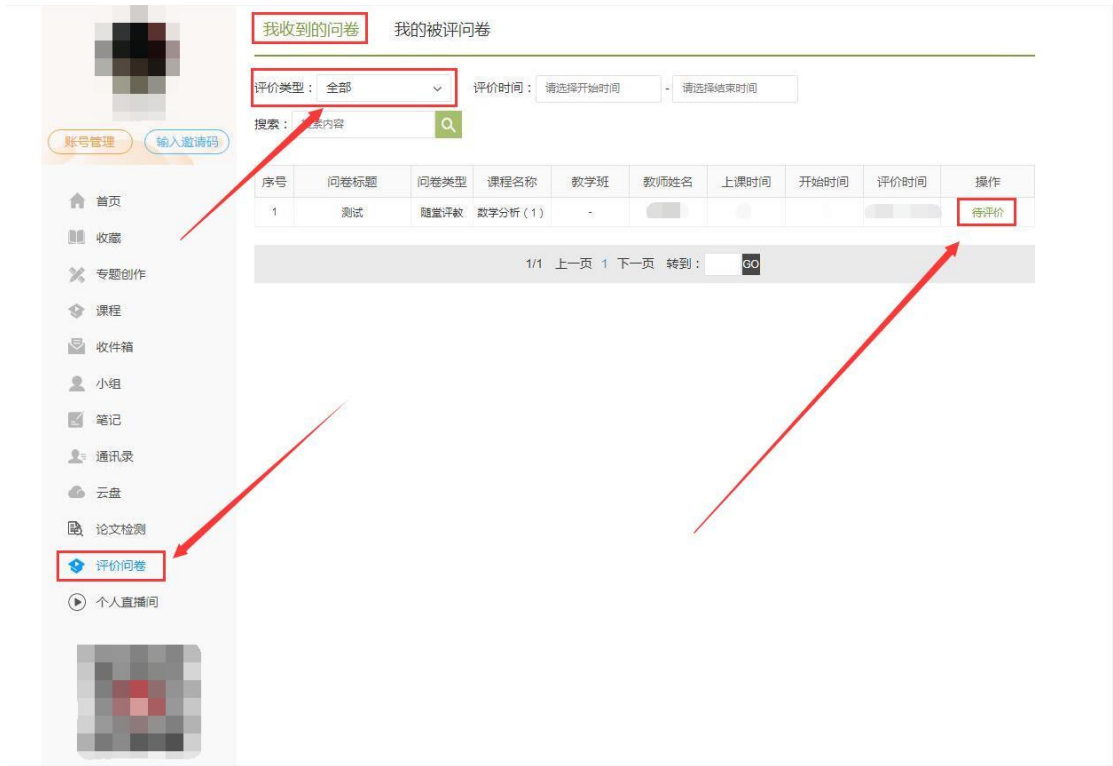 我收到的问卷 我的被评问卷
评价类型： 全部 评价时间： 请选择开始时间 - 请选择结束时间
搜索： 索内容
账号管理 输入邀请码
序号 问卷标题 问卷类型 课程名称 教学班 教师姓名 上课时间 开始时间 评价时间 操作
1 测试 随堂评教 数学分析（1） - 待评价
1/1 上一页 1 下一页 转到： GO
首页
收藏
专题创作
课程
收件箱
小组
笔记
通讯录
云盘
论文检测
评价问卷
个人直播间